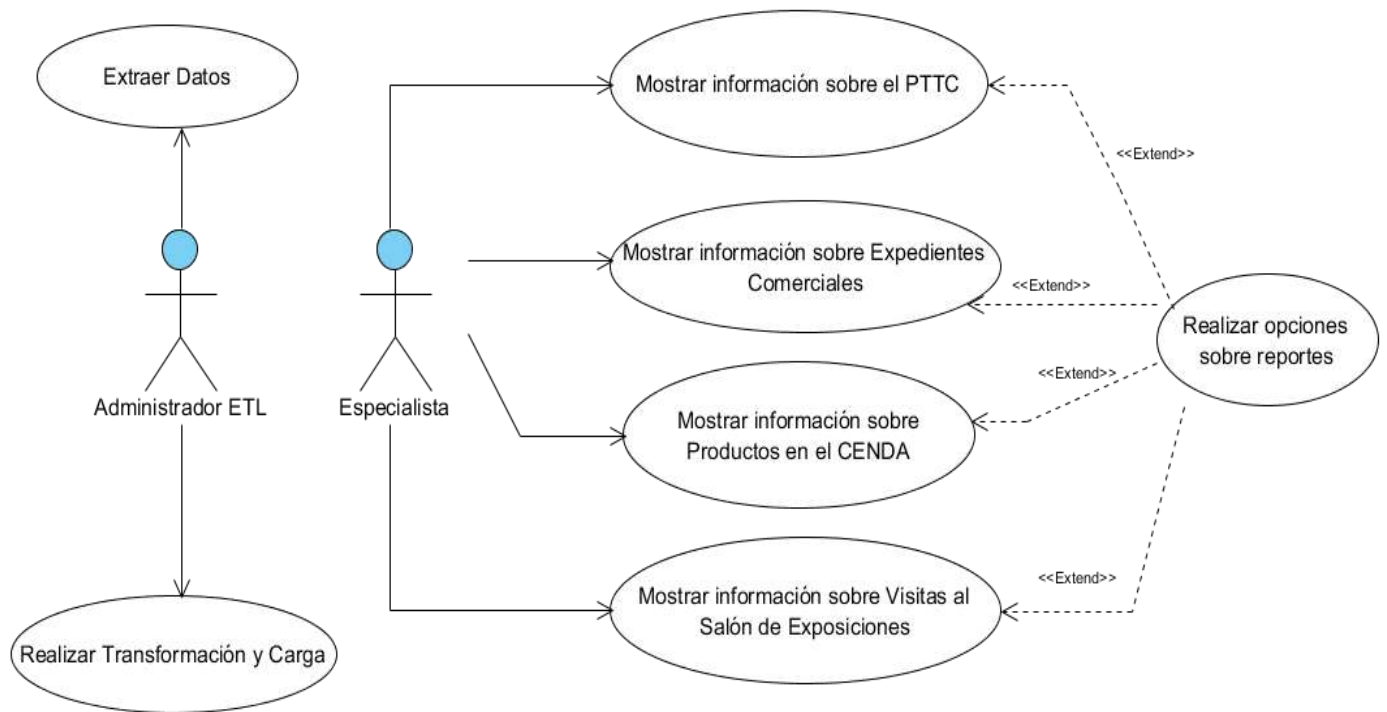 Extraer Datos
Administrador ETL
Realizar Transformación y Carga
Especialista
Mostrar información sobre el PTTC
Mostrar información sobre Expedientes
Comerciales
Mostrar información sobre
Productos en el CENDA
Mostrar información sobre Visitas al
Salón de Exposiciones
<<Extend>>
<<Extend>>
<<Extend>>
<<Extend>>
Realizar opciones
sobre reportes